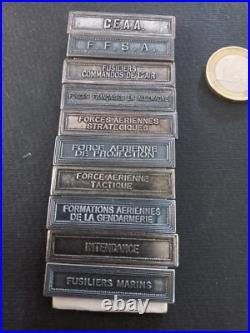 CEAA
F.F.S.A.
FUSILIERS
COMMANDOS DE L'AIR
FORCES FRANÇAISES EN ALLEMAGNE
FORCES AERIENNES
STRATEGIQUES
FORCE AERIENNE
DE PROJECTION
FORCE AERIENNE
TACTIQUE
FORMATIONS AERIENNES
DE LA GENDARMERIE
INTENDANCE
FUSILIERS MARINS